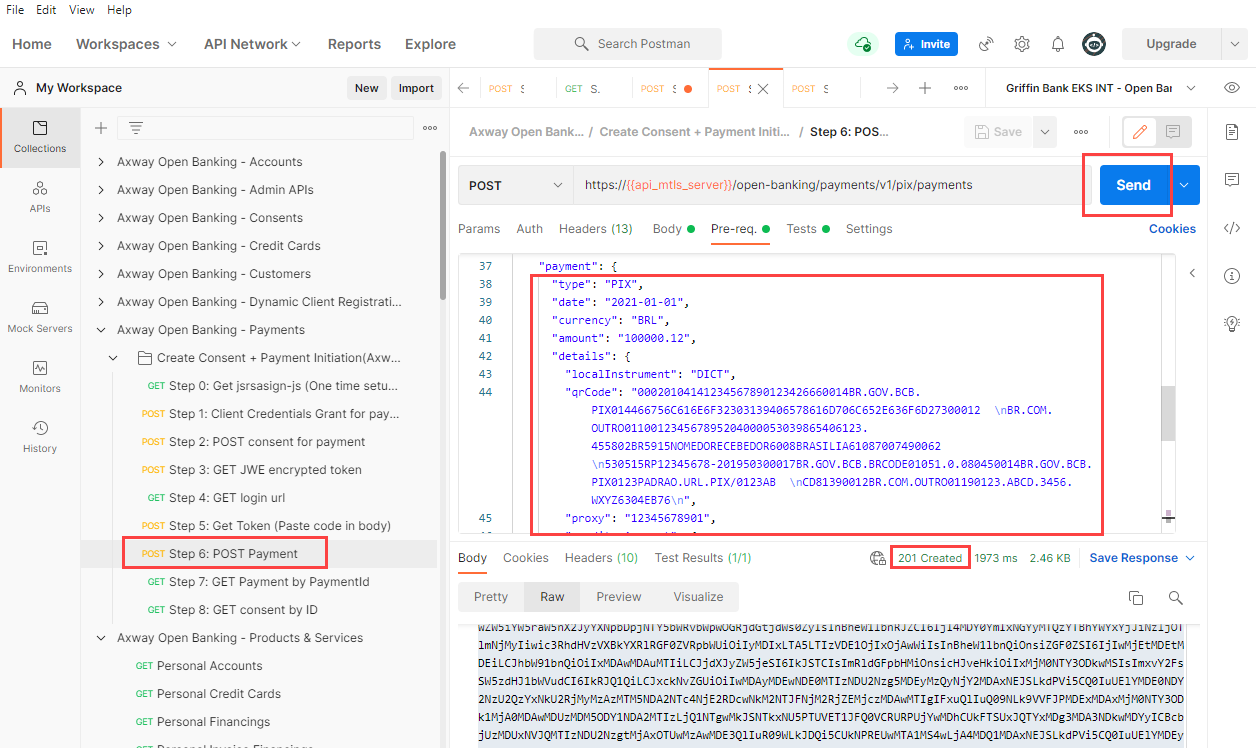 File Edit View Help
Home Workspaces API Network Reports Explore Search Postman Invite Upgrade
My Workspace New Import POST S GET S. POST S POST S POST S Griffin Bank EKS INT - Open Bar
Collections
APIs
Environments
Mock Servers
Monitors
History
Axway Open Banking - Accounts
Axway Open Banking - Admin APIs
Axway Open Banking - Consents
Axway Open Banking - Credit Cards
Axway Open Banking - Customers
Axway Open Banking - Dynamic Client Registrati...
Axway Open Banking - Payments
Create Consent + Payment Initiation(Axw...
GET Step 0: Get jsrsasign-js (One time setu...
POST Step 1: Client Credentials Grant for pay...
POST Step 2: POST consent for payment
POST Step 3: GET JWE encrypted token
GET Step 4: GET login url
POST Step 5: Get Token (Paste code in body)
POST Step 6: POST Payment
GET Step 7: GET Payment by PaymentId
GET Step 8: GET consent by ID
Axway Open Banking - Products & Services
GET Personal Accounts
GET Personal Credit Cards
GET Personal Financings
GET Personal Invoice Financings
Axway Open Bank... / Create Consent + Payment Initi... / Step 6: POS... Save
POST https://{{api_mtls_server}}/open-banking/payments/v1/pix/payments Send
Params Auth Headers (13) Body Pre-req. Tests Settings Cookies
37 "payment": {
38 "type": "PIX",
39 "date": "2021-01-01",
40 "currency": "BRL",
41 "amount": "100000.12",
42 "details": {
43 "localInstrument": "DICT",
44 "qrCode": "00020104141234567890123426660014BR.GOV.BCB.
PIX014466756C616E6F32303139406578616D706C652E636F6D27300012 \nBR.COM.
OUTRO011001234567895204000053039865406123.
455802BR5915NOMEDORECEBEDOR6008BRASILIA61087007490062
\n530515RP12345678-201950300017BR.GOV.BCB.BRCODE01051.0.080450014BR.GOV.BCB.
PIX0123PADRAO.URL.PIX/0123AB \nCD81390012BR.COM.OUTRO01190123.ABCD.3456.
WXYZ6304EB76\n",
45 "proxy": "12345678901",
Body Cookies Headers (10) Test Results (1/1) 201 Created 1973 ms 2.46 KB Save Response
Pretty Raw Preview Visualize